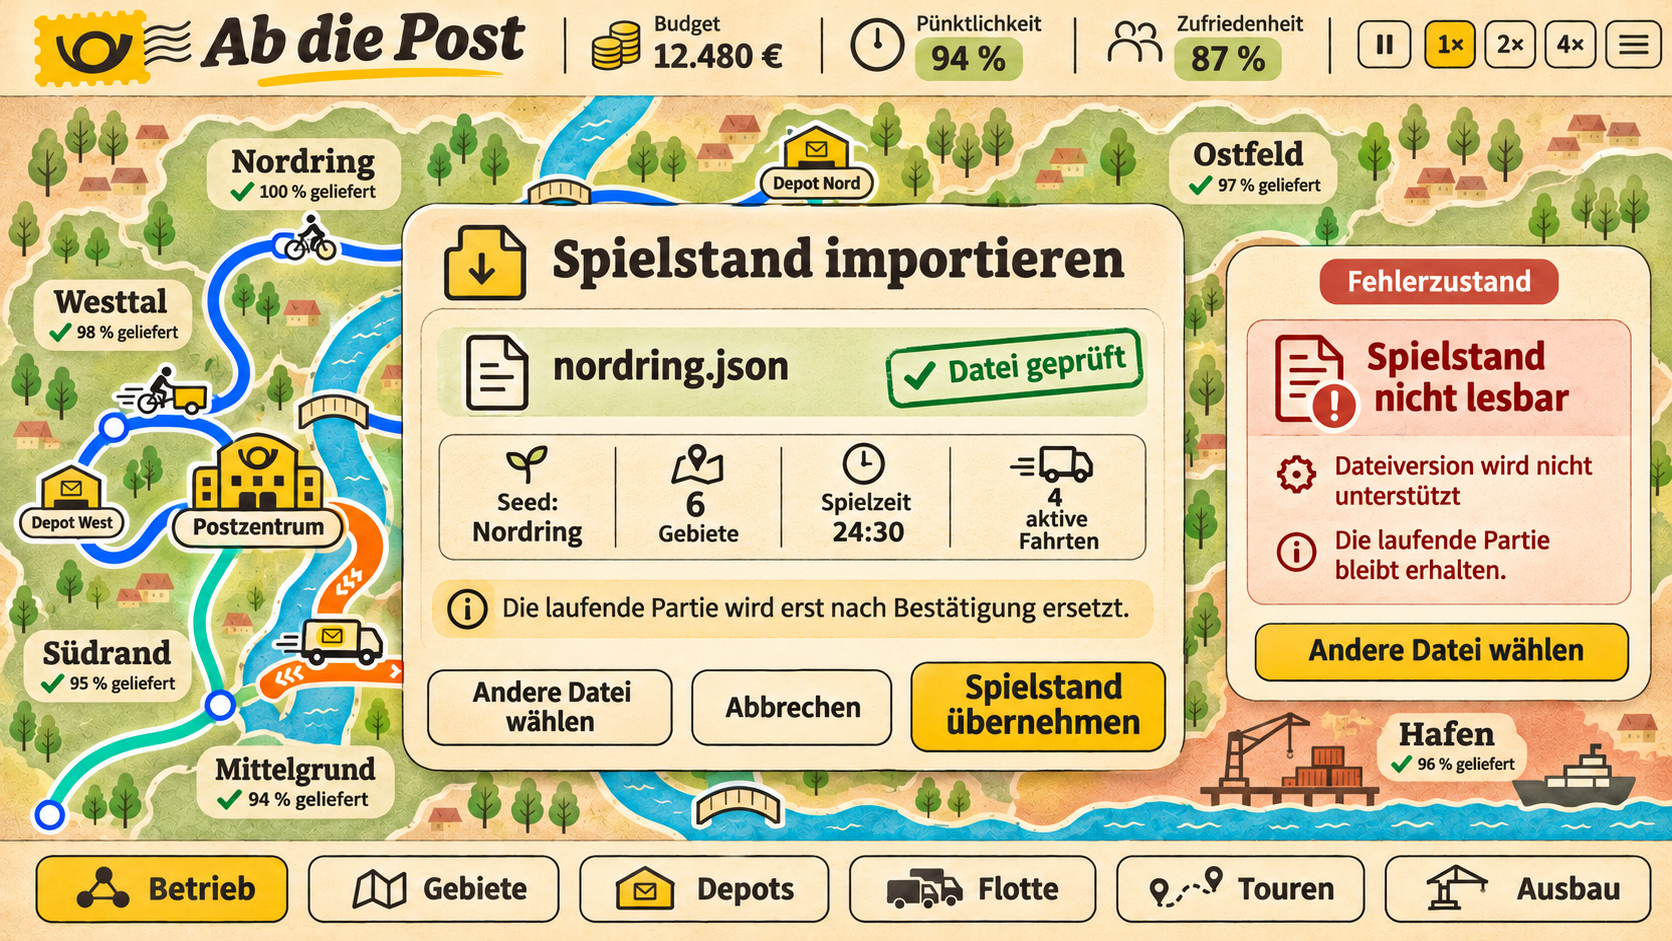 Ab die Post
Budget
12.480 €
Pünktlichkeit
94 %
Zufriedenheit
87 %
1×
2×
4×
Nordring
100 % geliefert
Depot Nord
Ostfeld
97 % geliefert
Westtal
98 % geliefert
Depot West
Postzentrum
Südrand
95 % geliefert
Mittelgrund
94 % geliefert
Spielstand importieren
nordring.json
Datei geprüft
Seed:
Nordring
6
Gebiete
Spielzeit
24:30
4
aktive
Fahrten
Die laufende Partie wird erst nach Bestätigung ersetzt.
Andere Datei
wählen
Abbrechen
Spielstand
übernehmen
Fehlerzustand
Spielstand
nicht lesbar
Dateiversion wird nicht
unterstützt
Die laufende Partie
bleibt erhalten.
Andere Datei wählen
Hafen
96 % geliefert
Betrieb
Gebiete
Depots
Flotte
Touren
Ausbau